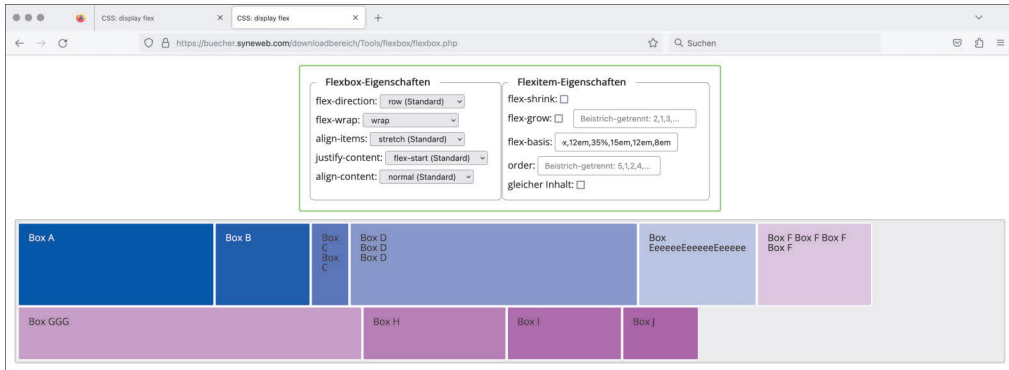 CSS: display flex
CSS: display flex
https://buecher.syneweb.com/downloadbereich/Tools/flexbox/flexbox.php
Suchen
Flexbox-Eigenschaften
flex-direction: row (Standard)
flex-wrap: wrap
align-items: stretch (Standard)
justify-content: flex-start (Standard)
align-content: normal (Standard)
Flexitem-Eigenschaften
flex-shrink:
flex-grow: Beistrich-getrennt: 2,1,3,...
flex-basis: x,12em,35%,15em,12em,8em
order: Beistrich-getrennt: 5,1,2,4,...
gleicher Inhalt:
Box A
Box B
Box
C
Box
C
Box D
Box D
Box D
Box
EeeeeeEeeeeeEeeeee
Box F Box F Box F
Box F
Box GGG
Box H
Box I
Box J